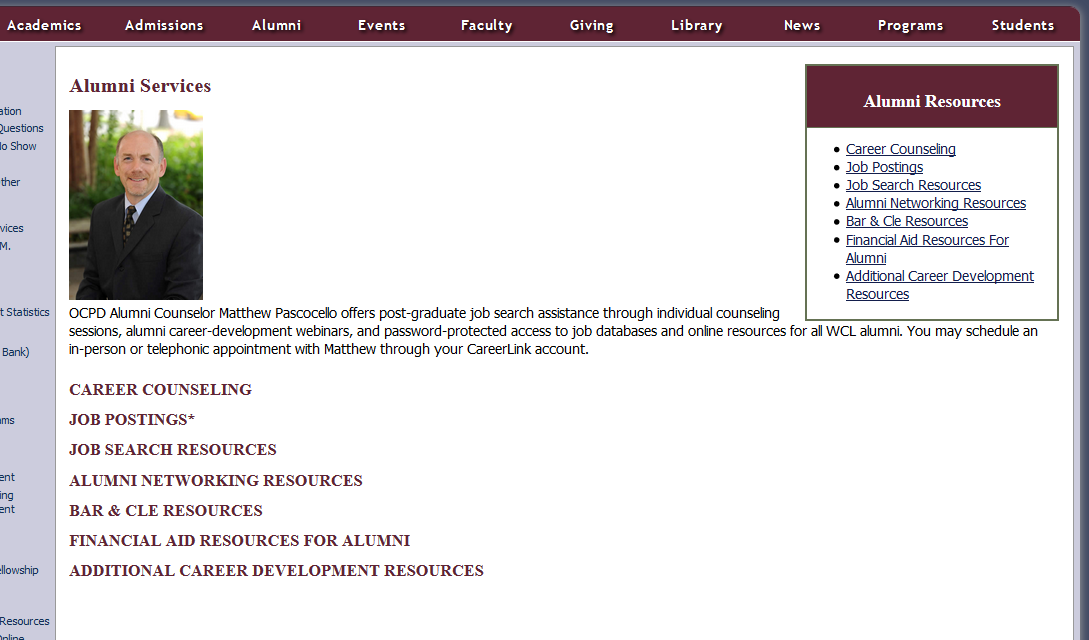 Academics Admissions Alumni Events Faculty Giving Library News Programs Students
ation
Questions
Show
ther
vices
M.
t Statistics
Bank)
ams
ent
ing
ent
ellowship
Resources
Online
Alumni Services
OCPD Alumni Counselor Matthew Pascocello offers post-graduate job search assistance through individual counseling
sessions, alumni career-development webinars, and password-protected access to job databases and online resources for all WCL alumni. You may schedule an
in-person or telephonic appointment with Matthew through your CareerLink account.
CAREER COUNSELING
JOB POSTINGS*
JOB SEARCH RESOURCES
ALUMNI NETWORKING RESOURCES
BAR & CLE RESOURCES
FINANCIAL AID RESOURCES FOR ALUMNI
ADDITIONAL CAREER DEVELOPMENT RESOURCES
Alumni Resources
Career Counseling
Job Postings
Job Search Resources
Alumni Networking Resources
Bar & Cle Resources
Financial Aid Resources For
Alumni
Additional Career Development
Resources